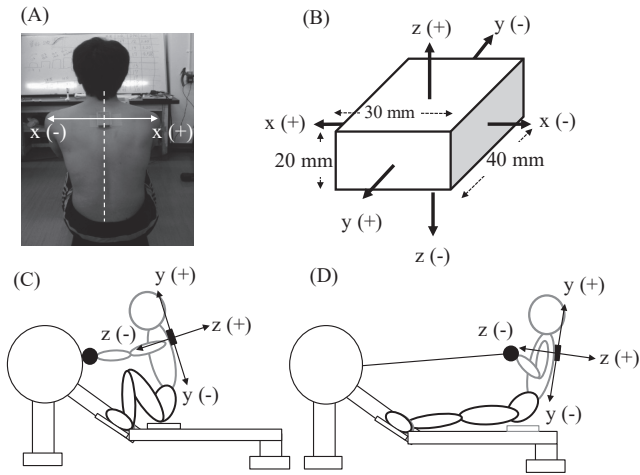 (A)
x (-)
x (+)
(B)
z (+)
y (-)
x (+)
30 mm
x (-)
20 mm
40 mm
y (+)
z (-)
(C)
y (+)
z (-)
z (+)
y (-)
(D)
y (+)
z (-)
z (+)
y (-)